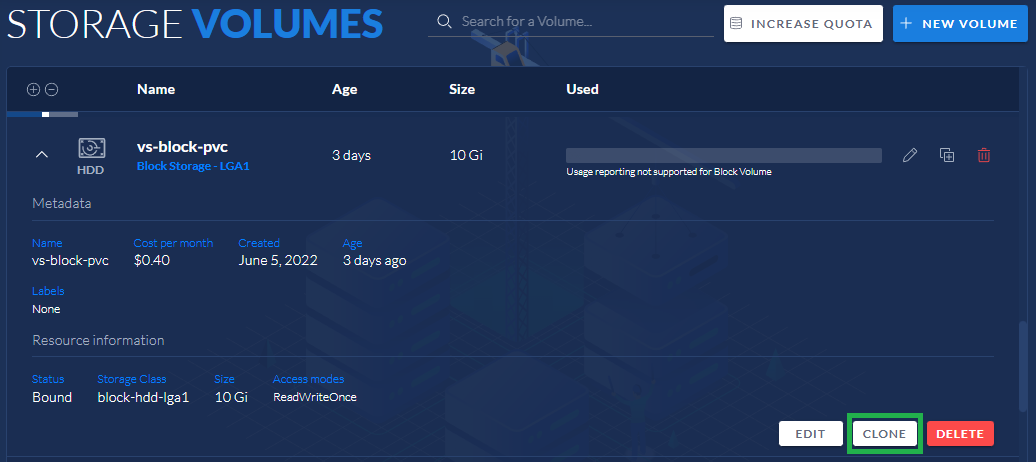 STORAGE VOLUMES
Search for a Volume...
INCREASE QUOTA
NEW VOLUME
Name Age Size Used
HDD
vs-block-pvc
Block Storage - LGA1
3 days
10 Gi
Usage reporting not supported for Block Volume
Metadata
Name Cost per month Created Age
vs-block-pvc $0.40 June 5, 2022 3 days ago
Labels
None
Resource information
Status Storage Class Size Access modes
Bound block-hdd-lga1 10 Gi ReadWriteOnce
EDIT CLONE DELETE